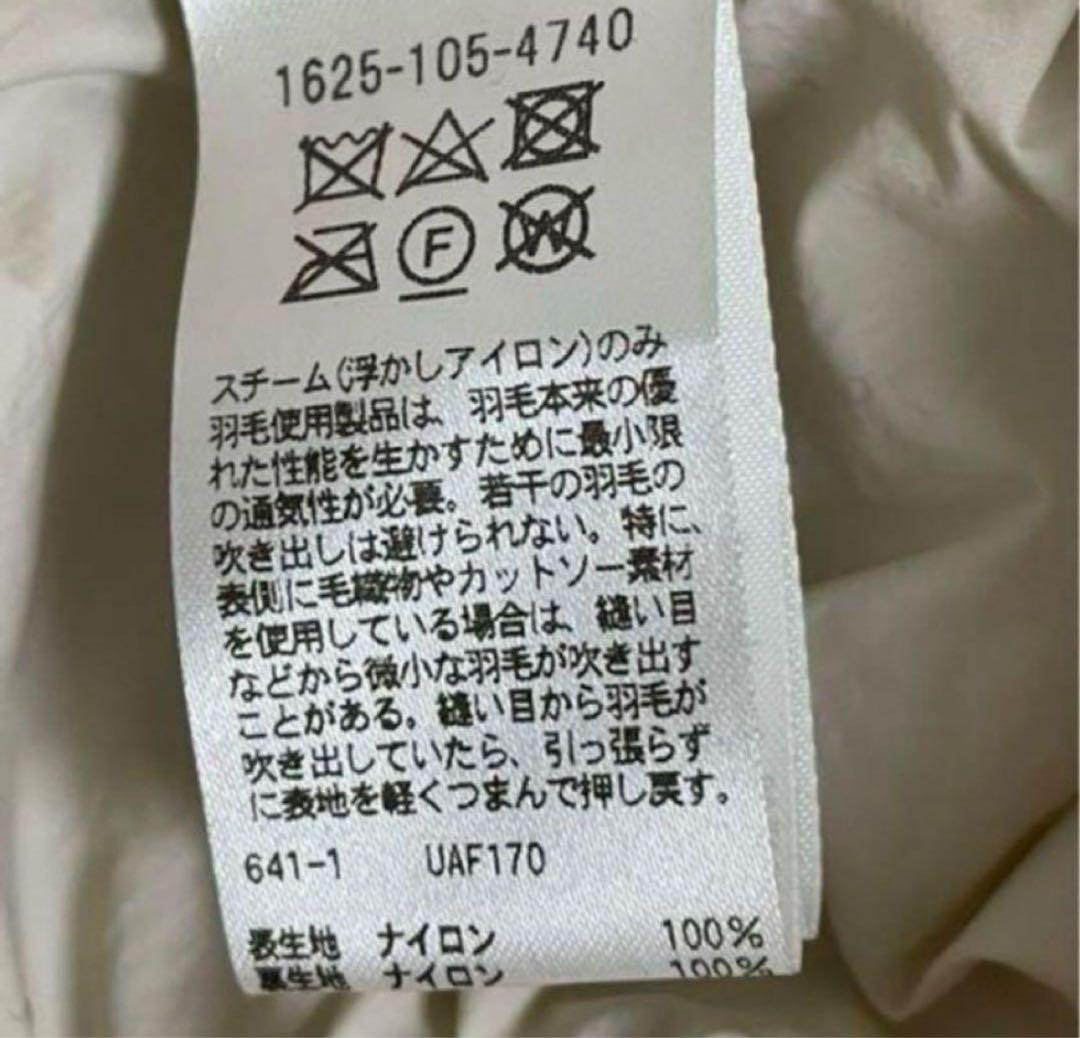 1625-105-4740
F
W
スチーム(浮かしアイロン)のみ
羽毛使用製品は、羽毛本来の優
れた性能を生かすために最小限
の通気性が必要。若干の羽毛の
吹き出しは避けられない。特に、
表側に毛織物やカットソー素材
を使用している場合は、縫い目
などから微小な羽毛が吹き出す
ことがある。縫い目から羽毛が
吹き出していたら、引っ張らず
に表地を軽くつまんで押し戻す。
641-1 UAF170
表生地 ナイロン 100%
裏生地 ナイロン 100%